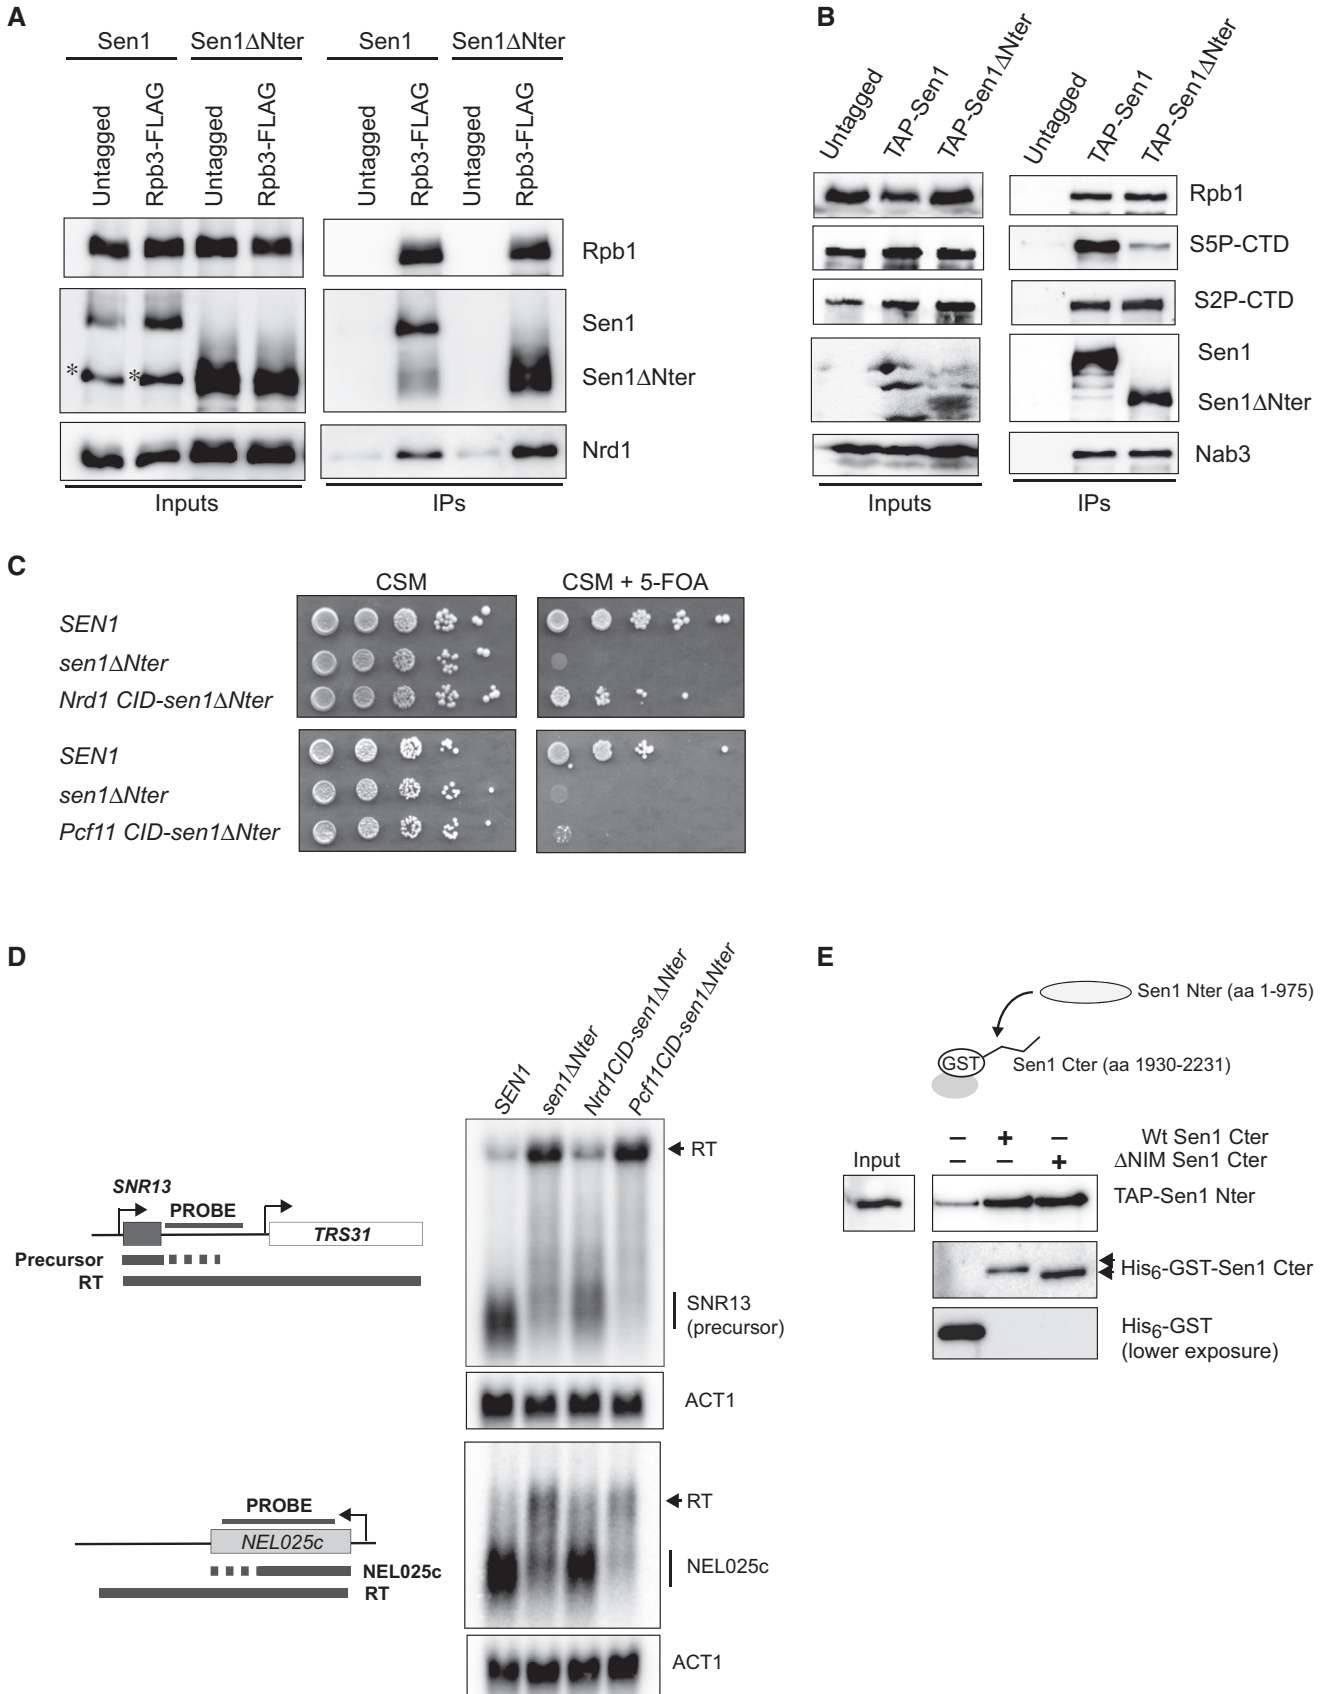 A
Sen1
Sen1ΔNter
Sen1
Sen1ΔNter
Untagged
Rpb3-FLAG
Untagged
Rpb3-FLAG
Untagged
Rpb3-FLAG
Untagged
Rpb3-FLAG
Rpb1
Sen1
*
*
Sen1ΔNter
Nrd1
Inputs
IPs
B
Untagged
TAP-Sen1
TAP-Sen1ΔNter
Untagged
TAP-Sen1
TAP-Sen1ΔNter
Rpb1
S5P-CTD
S2P-CTD
Sen1
Sen1ΔNter
Nab3
Inputs
IPs
C
CSM
CSM + 5-FOA
SEN1
sen1ΔNter
Nrd1 CID-sen1ΔNter
SEN1
sen1ΔNter
Pcf11 CID-sen1ΔNter
D
SEN1
sen1ΔNter
Nrd1CID-sen1ΔNter
Pcf11CID-sen1ΔNter
RT
SNR13
PROBE
TRS31
Precursor
RT
SNR13
(precursor)
ACT1
RT
PROBE
NEL025c
NEL025c
RT
NEL025c
ACT1
E
Sen1 Nter (aa 1-975)
GST
Sen1 Cter (aa 1930-2231)
– + – Wt Sen1 Cter
– – + ΔNIM Sen1 Cter
Input
TAP-Sen1 Nter
His6-GST-Sen1 Cter
His6-GST
(lower exposure)